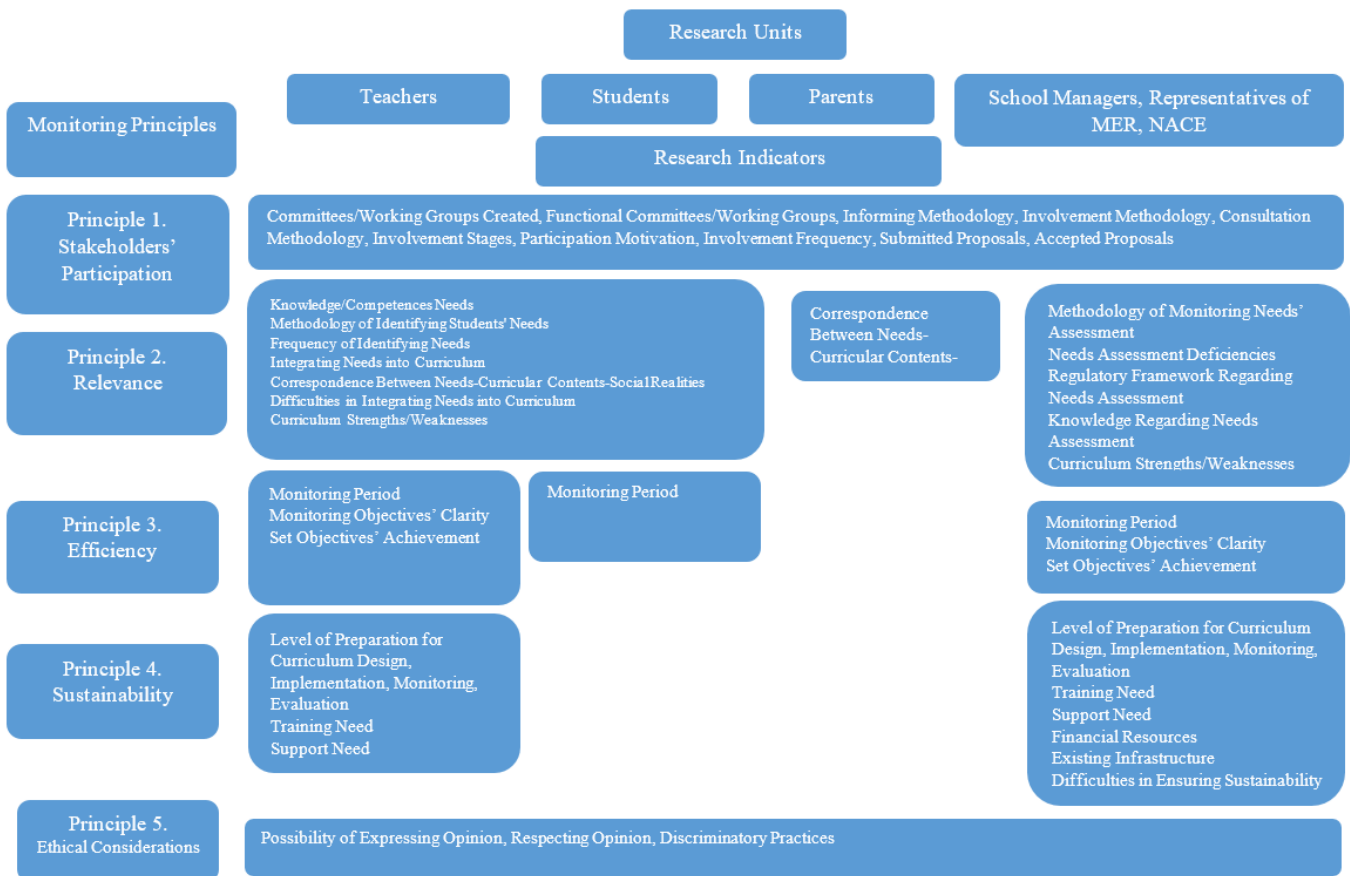 Research Units
Teachers
Students
Parents
School Managers, Representatives of
MER, NACE
Monitoring Principles
Research Indicators
Principle 1.
Stakeholders’
Participation
Committees/Working Groups Created, Functional Committees/Working Groups, Informing Methodology, Involvement Methodology, Consultation
Methodology, Involvement Stages, Participation Motivation, Involvement Frequency, Submitted Proposals, Accepted Proposals
Principle 2.
Relevance
Knowledge/Competences Needs
Methodology of Identifying Students' Needs
Frequency of Identifying Needs
Integrating Needs into Curriculum
Correspondence Between Needs-Curricular Contents-Social Realities
Difficulties in Integrating Needs into Curriculum
Curriculum Strengths/Weaknesses
Correspondence
Between Needs-
Curricular Contents-
Methodology of Monitoring Needs’
Assessment
Needs Assessment Deficiencies
Regulatory Framework Regarding
Needs Assessment
Knowledge Regarding Needs
Assessment
Curriculum Strengths/Weaknesses
Principle 3.
Efficiency
Monitoring Period
Monitoring Objectives’ Clarity
Set Objectives’ Achievement
Monitoring Period
Monitoring Period
Monitoring Objectives’ Clarity
Set Objectives’ Achievement
Principle 4.
Sustainability
Level of Preparation for
Curriculum Design,
Implementation, Monitoring,
Evaluation
Training Need
Support Need
Level of Preparation for Curriculum
Design, Implementation, Monitoring,
Evaluation
Training Need
Support Need
Financial Resources
Existing Infrastructure
Difficulties in Ensuring Sustainability
Principle 5.
Ethical Considerations
Possibility of Expressing Opinion, Respecting Opinion, Discriminatory Practices